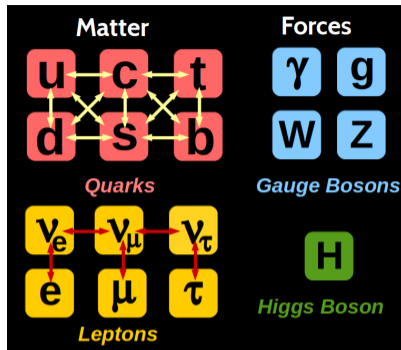 Matter
Forces
u c t
γ g
d s b
W Z
Quarks
Gauge Bosons
νe νμ ντ
H
e μ τ
Higgs Boson
Leptons